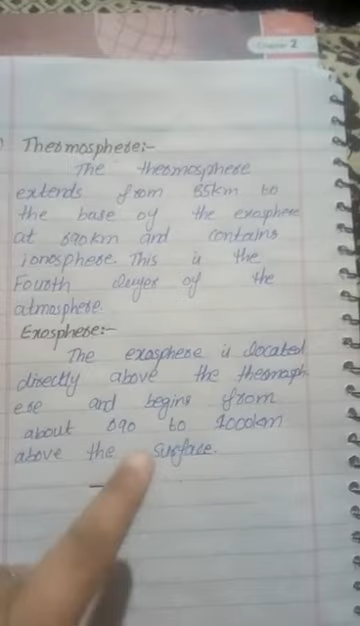 Chapter 2
Thermosphere:-
The thermosphere
extends from 85km to
the base of the exosphere
at 690km and contains
ionosphere. This is the
Fourth layer of the
atmosphere.
Exosphere:-
The exosphere is located
directly above the thermosph
ere and begins from
about 690 to 1000km
above the surface.